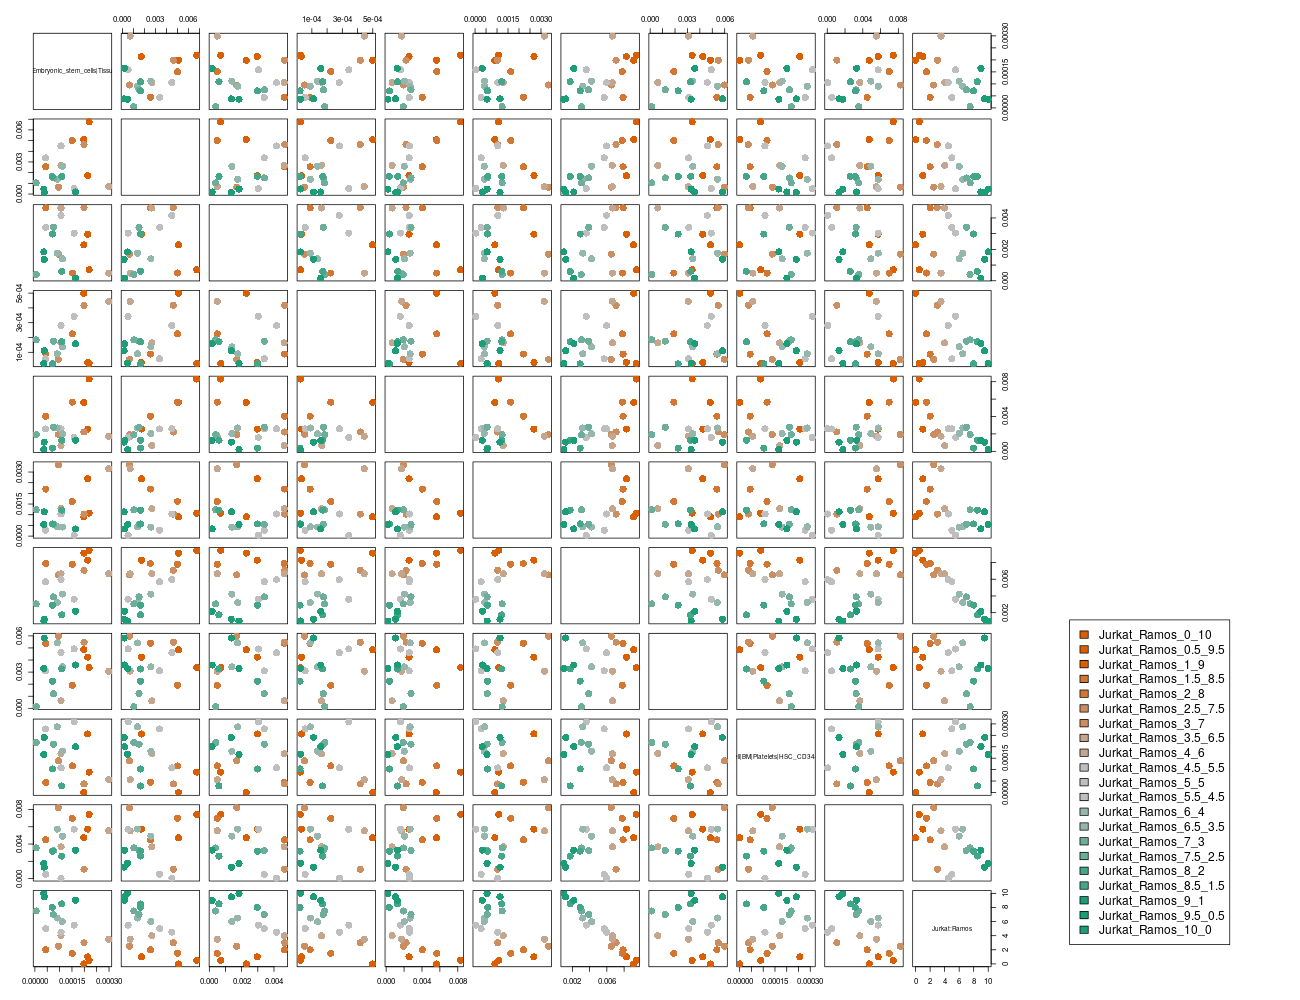 0.000 0.003 0.006 1e-04 3e-04 5e-04 0.0000 0.0015 0.0030 0.000 0.003 0.006 0.000 0.004 0.008
Embryonic_stem_cells|Tissu
0.00000 0.00015 0.00030
0.000 0.003 0.006
0.000 0.002 0.004
1e-04 3e-04 5e-04
0.000 0.004 0.008
0.0000 0.0015 0.0030
0.002 0.006
0.000 0.003 0.006
|BM|Platelets|HSC_CD34
0.00000 0.00015 0.00030
0.000 0.004 0.008
Jurkat:Ramos
0 2 4 6 8 10
0.00000 0.00015 0.00030 0.000 0.002 0.004 0.000 0.004 0.008 0.002 0.006 0.00000 0.00015 0.00030 0 2 4 6 8 10
Jurkat_Ramos_0_10
Jurkat_Ramos_0.5_9.5
Jurkat_Ramos_1_9
Jurkat_Ramos_1.5_8.5
Jurkat_Ramos_2_8
Jurkat_Ramos_2.5_7.5
Jurkat_Ramos_3_7
Jurkat_Ramos_3.5_6.5
Jurkat_Ramos_4_6
Jurkat_Ramos_4.5_5.5
Jurkat_Ramos_5_5
Jurkat_Ramos_5.5_4.5
Jurkat_Ramos_6_4
Jurkat_Ramos_6.5_3.5
Jurkat_Ramos_7_3
Jurkat_Ramos_7.5_2.5
Jurkat_Ramos_8_2
Jurkat_Ramos_8.5_1.5
Jurkat_Ramos_9_1
Jurkat_Ramos_9.5_0.5
Jurkat_Ramos_10_0